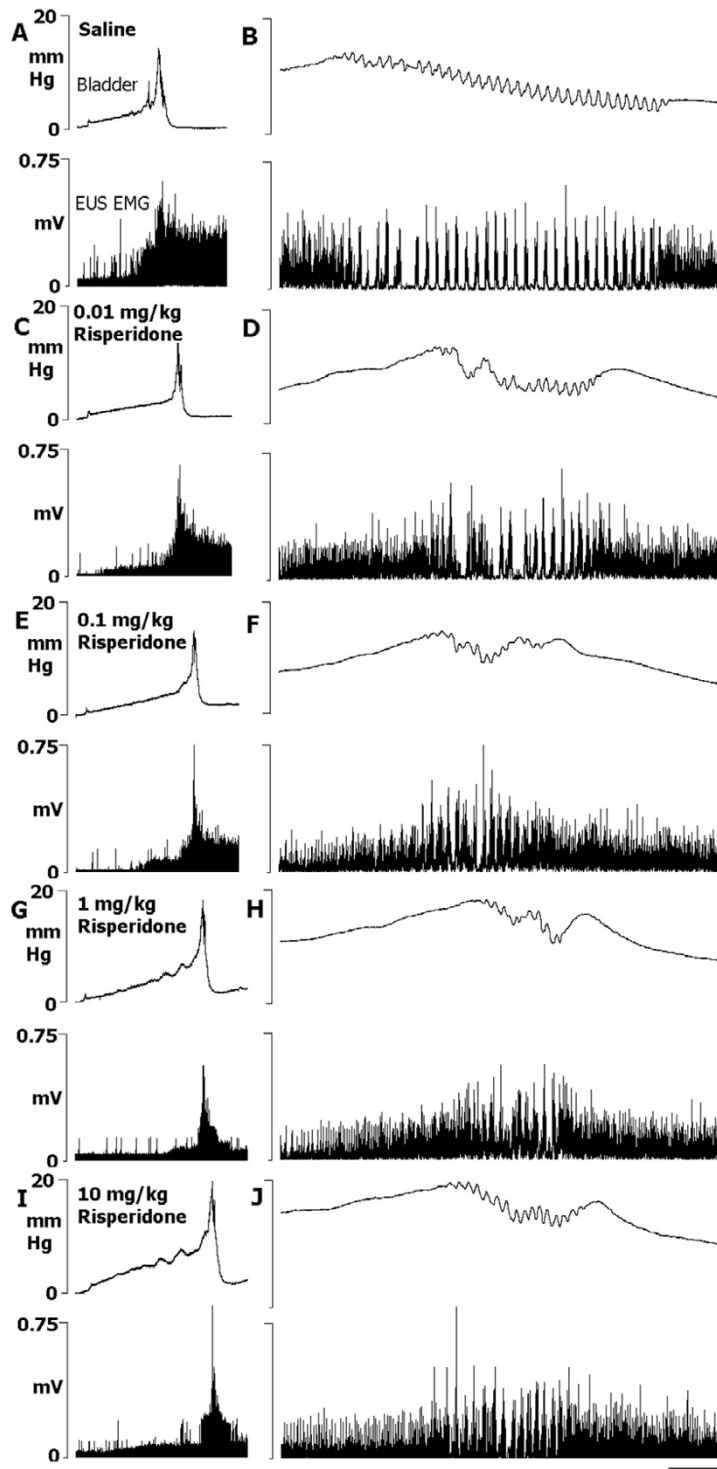 A
20
Saline
B
mm
Hg
Bladder
0
0.75
EUS EMG
mV
0
20
C
0.01 mg/kg
Risperidone
D
mm
Hg
0
0.75
mV
0
20
E
0.1 mg/kg
Risperidone
F
mm
Hg
0
0.75
mV
0
20
G
1 mg/kg
Risperidone
H
mm
Hg
0
0.75
mV
0
20
I
10 mg/kg
Risperidone
J
mm
Hg
0
0.75
mV
0